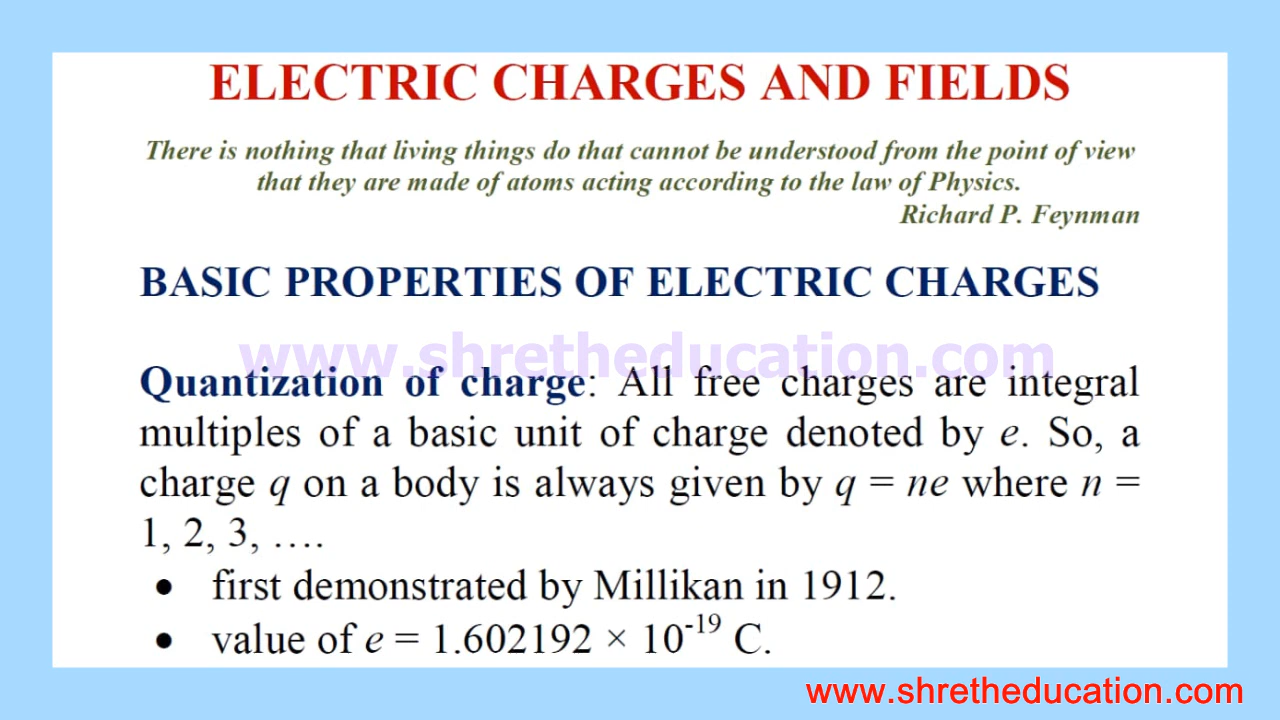 ELECTRIC CHARGES AND FIELDS
There is nothing that living things do that cannot be understood from the point of view
that they are made of atoms acting according to the law of Physics.
Richard P. Feynman
BASIC PROPERTIES OF ELECTRIC CHARGES
www.shretheducation.com
Quantization of charge: All free charges are integral
multiples of a basic unit of charge denoted by e. So, a
charge q on a body is always given by q = ne where n =
1, 2, 3, ….
• first demonstrated by Millikan in 1912.
• value of e = 1.602192 × 10⁻¹⁹ C.
www.shretheducation.com